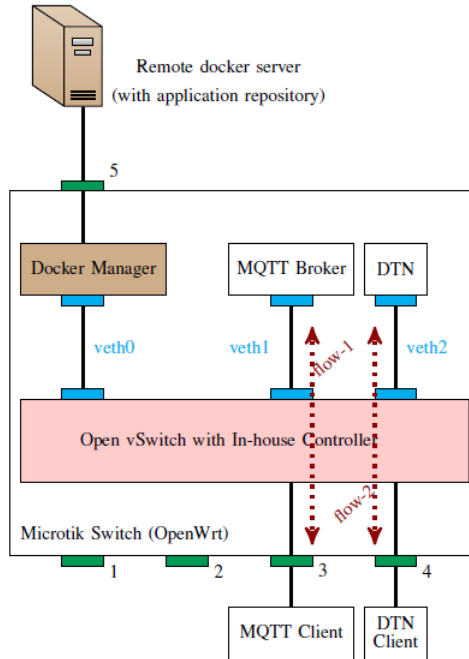 Remote docker server
(with application repository)
5
Docker Manager
MQTT Broker
DTN
veth0
veth1
flow-1
veth2
Open vSwitch with In-house Controller
flow-2
Microtik Switch (OpenWrt)
1
2
3
4
MQTT Client
DTN
Client